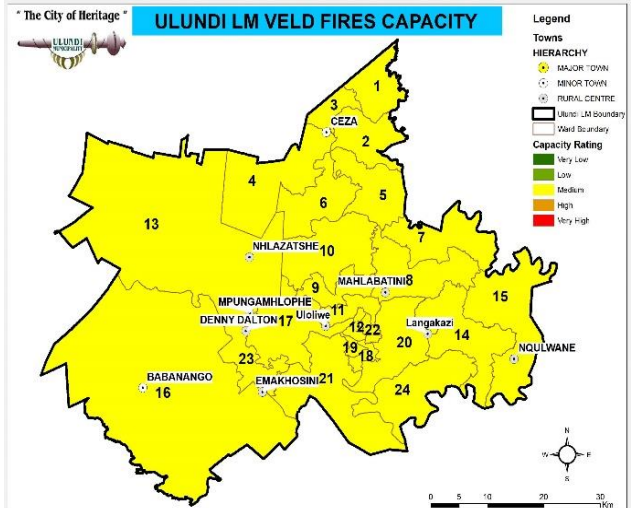 " The City of Heritage "
ULUNDI
MUNICIPALITY
ULUNDI LM VELD FIRES CAPACITY
Legend
Towns
HIERARCHY
MAJOR TOWN
MINOR TOWN
RURAL CENTRE
Ulundi LM Boundary
Ward Boundary
Capacity Rating
Very Low
Low
Medium
High
Very High
1
3
CEZA
2
4
5
6
13
7
NHLAZATSHE
10
MAHLABATINI
8
9
15
MPUNGAMHLOPHE
11
Uloliwe
17
DENNY DALTON
12
22
Langakazi
14
20
19
18
NQULWANE
23
BABANANGO
16
EMAKHOSINI
21
24
N
W
E
S
0 5 10 20 30
Km